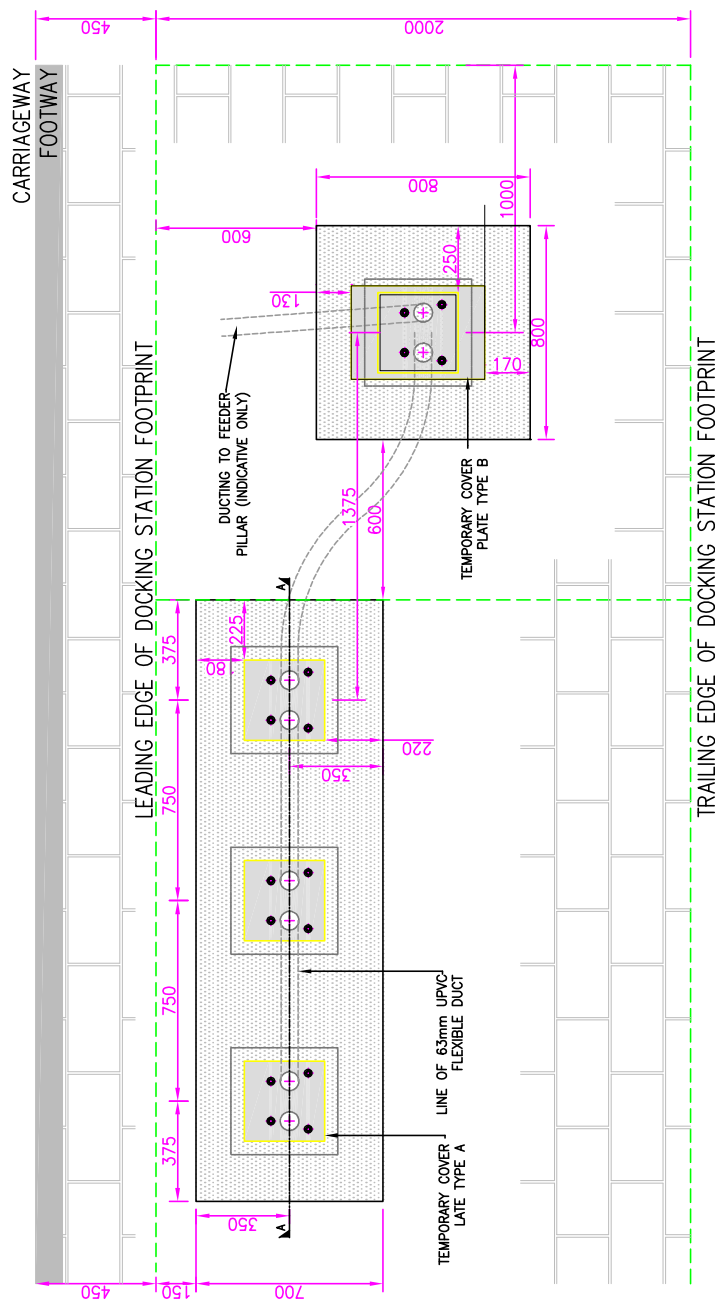 CARRIAGEWAY
FOOTWAY
LEADING EDGE OF DOCKING STATION FOOTPRINT
TRAILING EDGE OF DOCKING STATION FOOTPRINT
DUCTING TO FEEDER
PILLAR (INDICATIVE ONLY)
TEMPORARY COVER
PLATE TYPE B
LINE OF 63mm UPVC
FLEXIBLE DUCT
TEMPORARY COVER
LATE TYPE A
A
A
450
2000
800
1000
600
250
130
800
170
1375
600
375
225
80
220
350
750
750
375
350
450
150
700